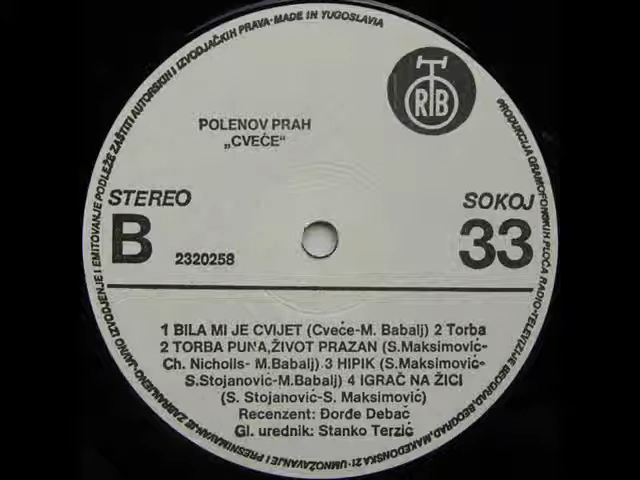 JAVNO IZVODJENJE I EMITOVANJE PODLEŽE ZAŠTITI AUTORSKIH I IZVODJAČKIH PRAVA·MADE IN YUGOSLAVIA
PRODUKCIJA GRAMOFONSKIH PLOČA RADIO-TELEVIZIJE BEOGRAD, BEOGRAD, MAKEDONSKA 21·UMNOŽAVANJE I PRESNIMAVANJE ZABRANJENO·
RTB
POLENOV PRAH
„CVEĆE“
STEREO
SOKOJ
B
33
2320258
1 BILA MI JE CVIJET (Cveće-M. Babalj) 2 Torba
2 TORBA PUNA,ŽIVOT PRAZAN (S.Maksimović-
Ch. Nicholls- M.Babalj) 3 HIPIK (S.Maksimović-
S.Stojanović-M.Babalj) 4 IGRAČ NA ŽICI
(S. Stojanović-S. Maksimović)
Recenzent: Đorđe Debač
Gl. urednik: Stanko Terzić